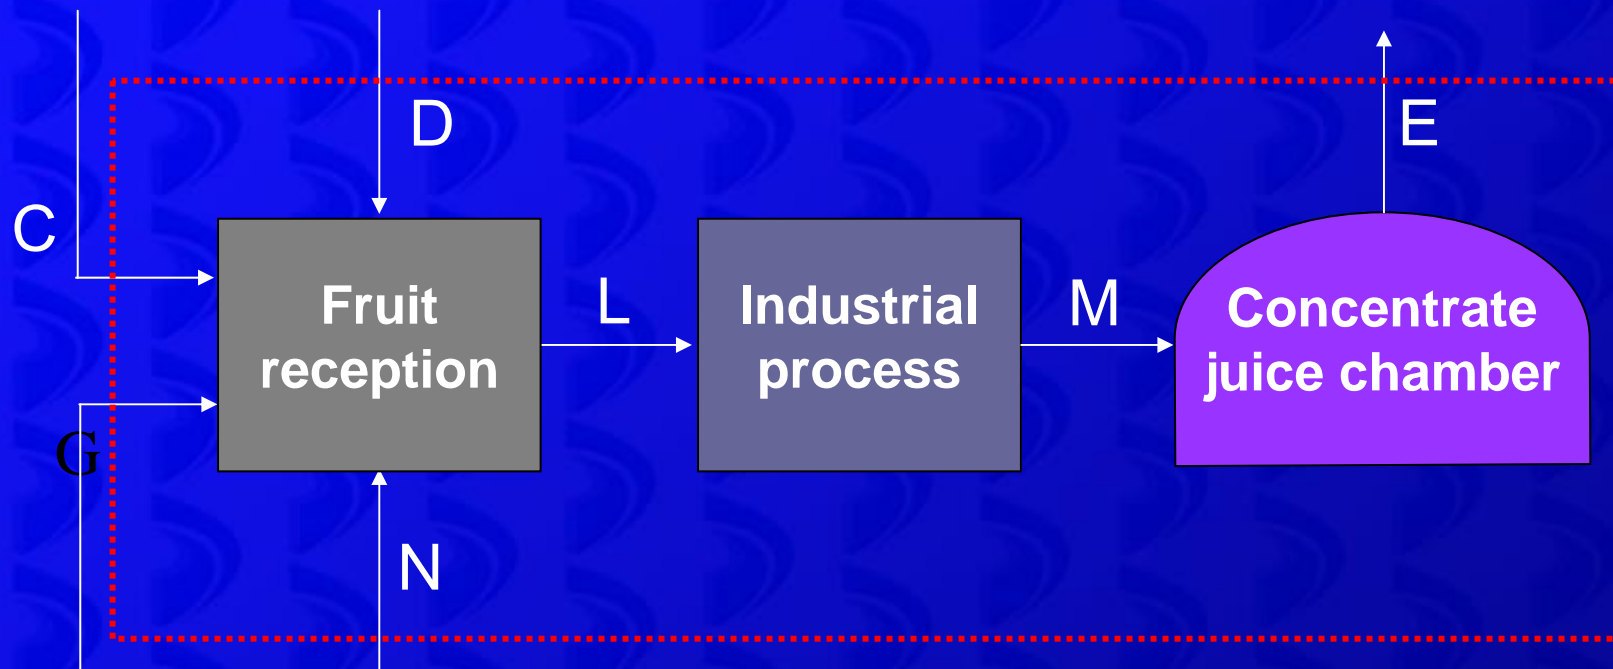 D
E
C
Fruit
reception
L
Industrial
process
M
Concentrate
juice chamber
G
N